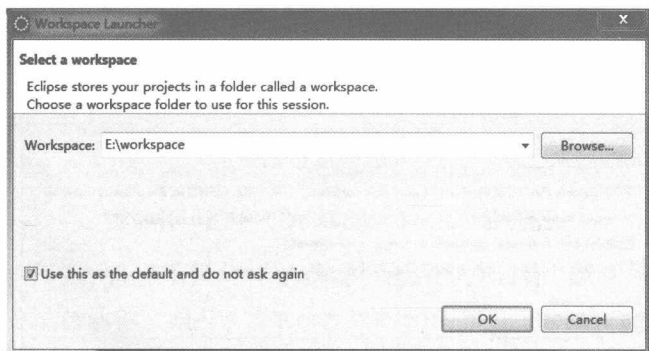 Workspace Launcher
Select a workspace
Eclipse stores your projects in a folder called a workspace.
Choose a workspace folder to use for this session.
Workspace: E:\workspace Browse...
Use this as the default and do not ask again
OK Cancel